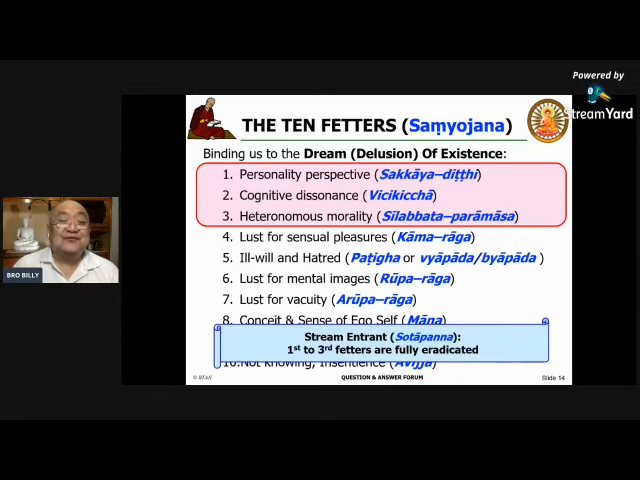 Powered by
StreamYard
THE TEN FETTERS (Saṃyojana)
Binding us to the Dream (Delusion) Of Existence:
1. Personality perspective (Sakkāya–diṭṭhi)
2. Cognitive dissonance (Vicikicchā)
3. Heteronomous morality (Sīlabbata–parāmāsa)
4. Lust for sensual pleasures (Kāma–rāga)
5. Ill-will and Hatred (Paṭigha or vyāpāda/byāpāda )
6. Lust for mental images (Rūpa–rāga)
7. Lust for vacuity (Arūpa–rāga)
8. Conceit & Sense of Ego Self (Māna)
Stream Entrant (Sotāpanna):
1st to 3rd fetters are fully eradicated
10. Not Knowing, Insentience (Avijjā)
BRO BILLY
QUESTION & ANSWER FORUM
Slide 14